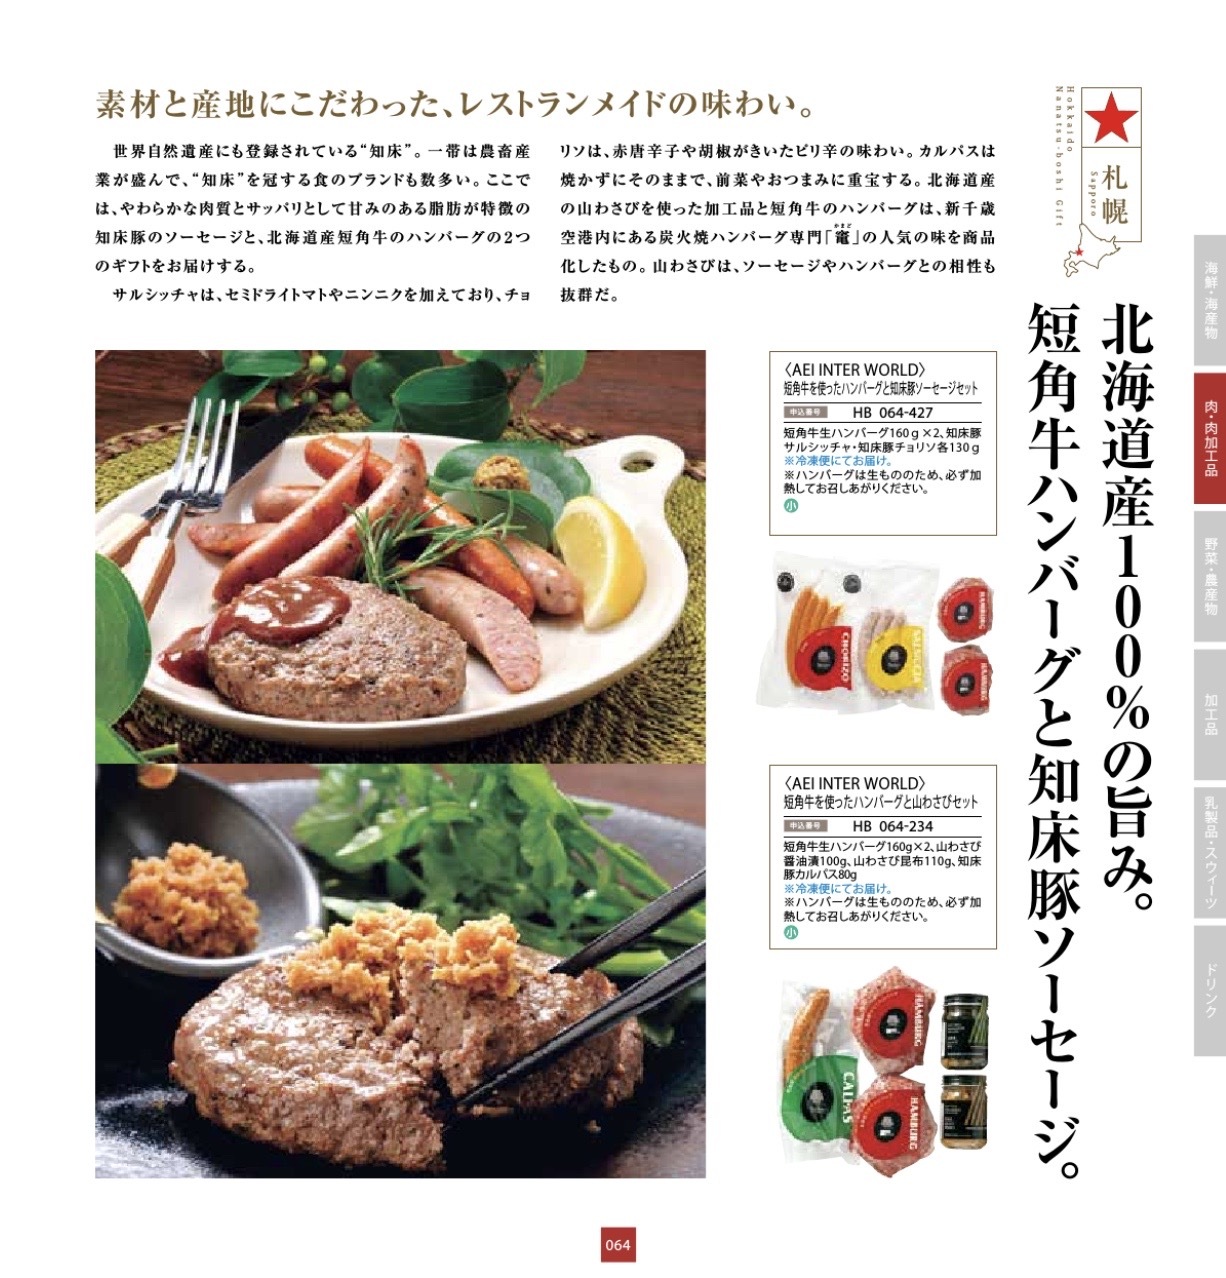 素材と産地にこだわった、レストランメイドの味わい。
世界自然遺産にも登録されている“知床”。一帯は農畜産
業が盛んで、“知床”を冠する食のブランドも数多い。ここで
は、やわらかな肉質とサッパリとして甘みのある脂肪が特徴の
知床豚のソーセージと、北海道産短角牛のハンバーグの2つ
のギフトをお届けする。
サルシッチャは、セミドライトマトやニンニクを加えており、チョ
リソは、赤唐辛子や胡椒がきいたピリ辛の味わい。カルパスは
焼かずにそのままで、前菜やおつまみに重宝する。北海道産
の山わさびを使った加工品と短角牛のハンバーグは、新千歳
空港内にある炭火焼ハンバーグ専門「竃」の人気の味を商品
かまど
化したもの。山わさびは、ソーセージやハンバーグとの相性も
抜群だ。
Hokkaido
Nanatsu-boshi Gift
札幌
Sapporo
北海道産100%の旨み。
短角牛ハンバーグと知床豚ソーセージ。
〈AEI INTER WORLD〉
短角牛を使ったハンバーグと知床豚ソーセージセット
申込番号 HB 064-427
短角牛生ハンバーグ160g×2、知床豚
サルシッチャ・知床豚チョリソ各130g
※冷凍便にてお届け。
※ハンバーグは生もののため、必ず加
熱してお召しあがりください。
小
CHORIZO
SALSICCIA
HAMBURG
HAMBURG
〈AEI INTER WORLD〉
短角牛を使ったハンバーグと山わさびセット
申込番号 HB 064-234
短角牛生ハンバーグ160g×2、山わさび
醤油漬100g、山わさび昆布110g、知床
豚カルパス80g
※冷凍便にてお届け。
※ハンバーグは生もののため、必ず加
熱してお召しあがりください。
小
CALPAS
HAMBURG
HAMBURG
海鮮・海産物
肉・肉加工品
野菜・農産物
加工品
乳製品・スウィーツ
ドリンク
064